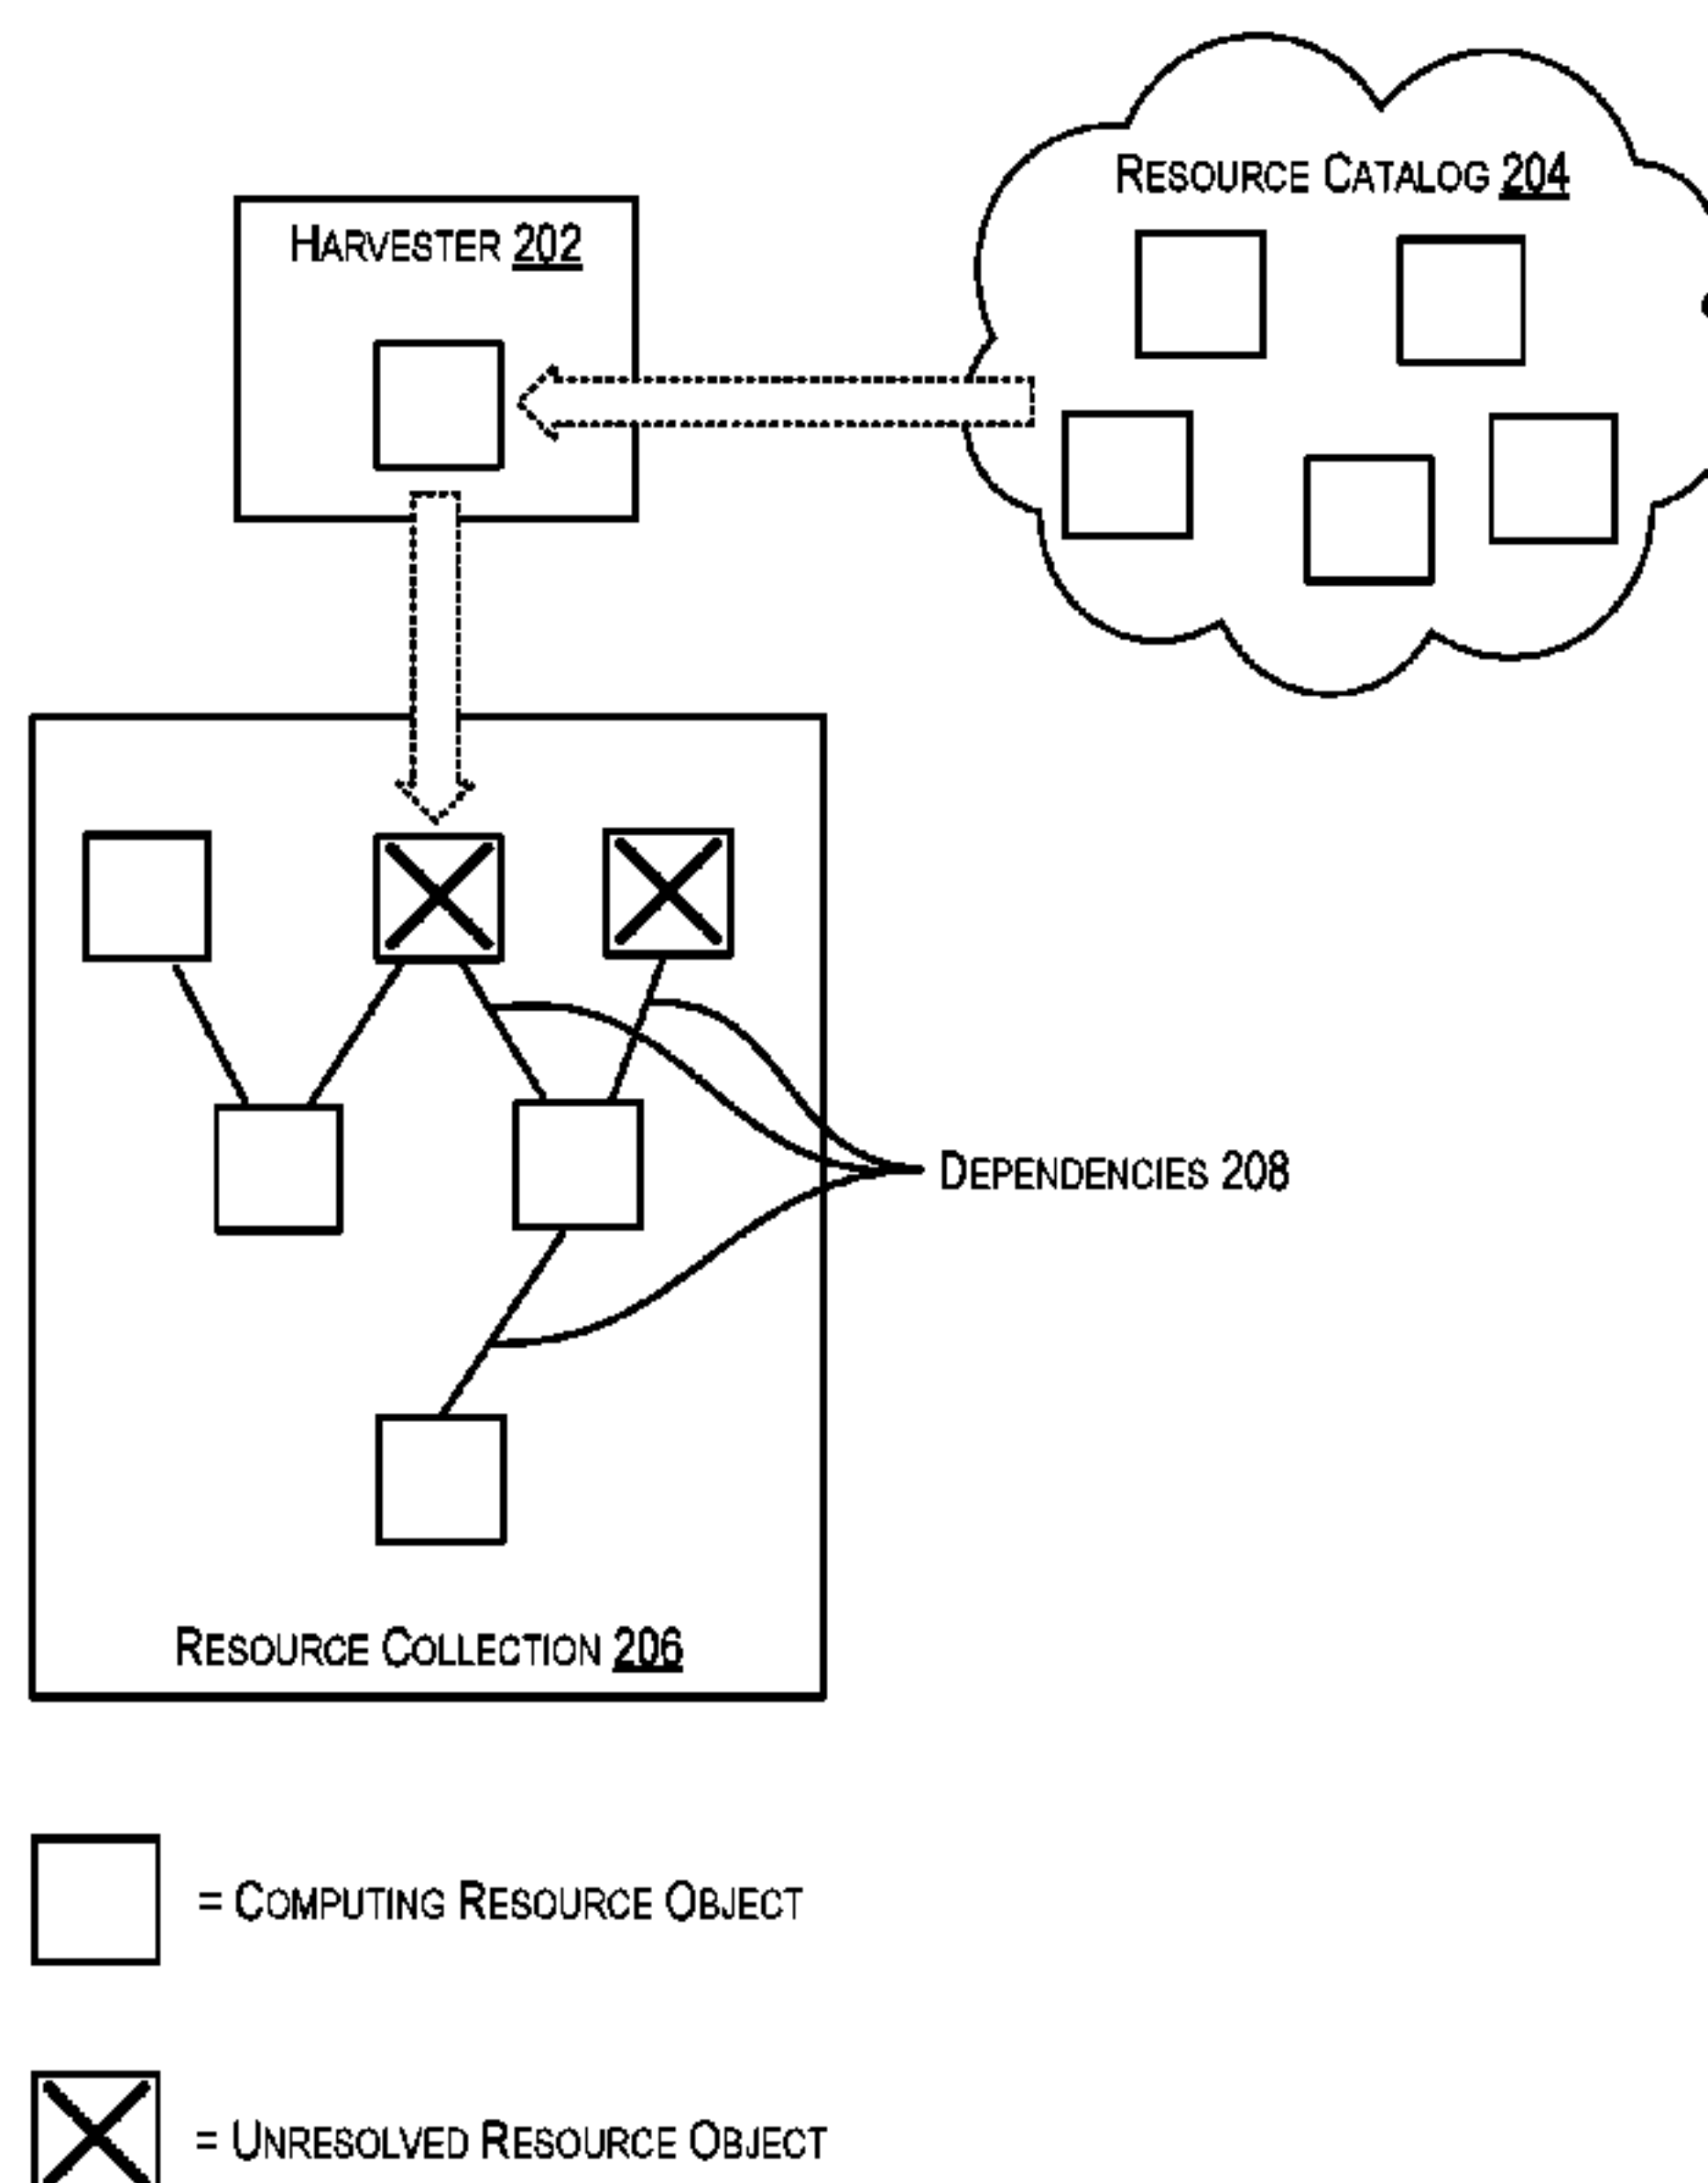 RESOURCE CATALOG 204
HARVESTER 202
DEPENDENCIES 208
RESOURCE COLLECTION 206
= COMPUTING RESOURCE OBJECT
= UNRESOLVED RESOURCE OBJECT